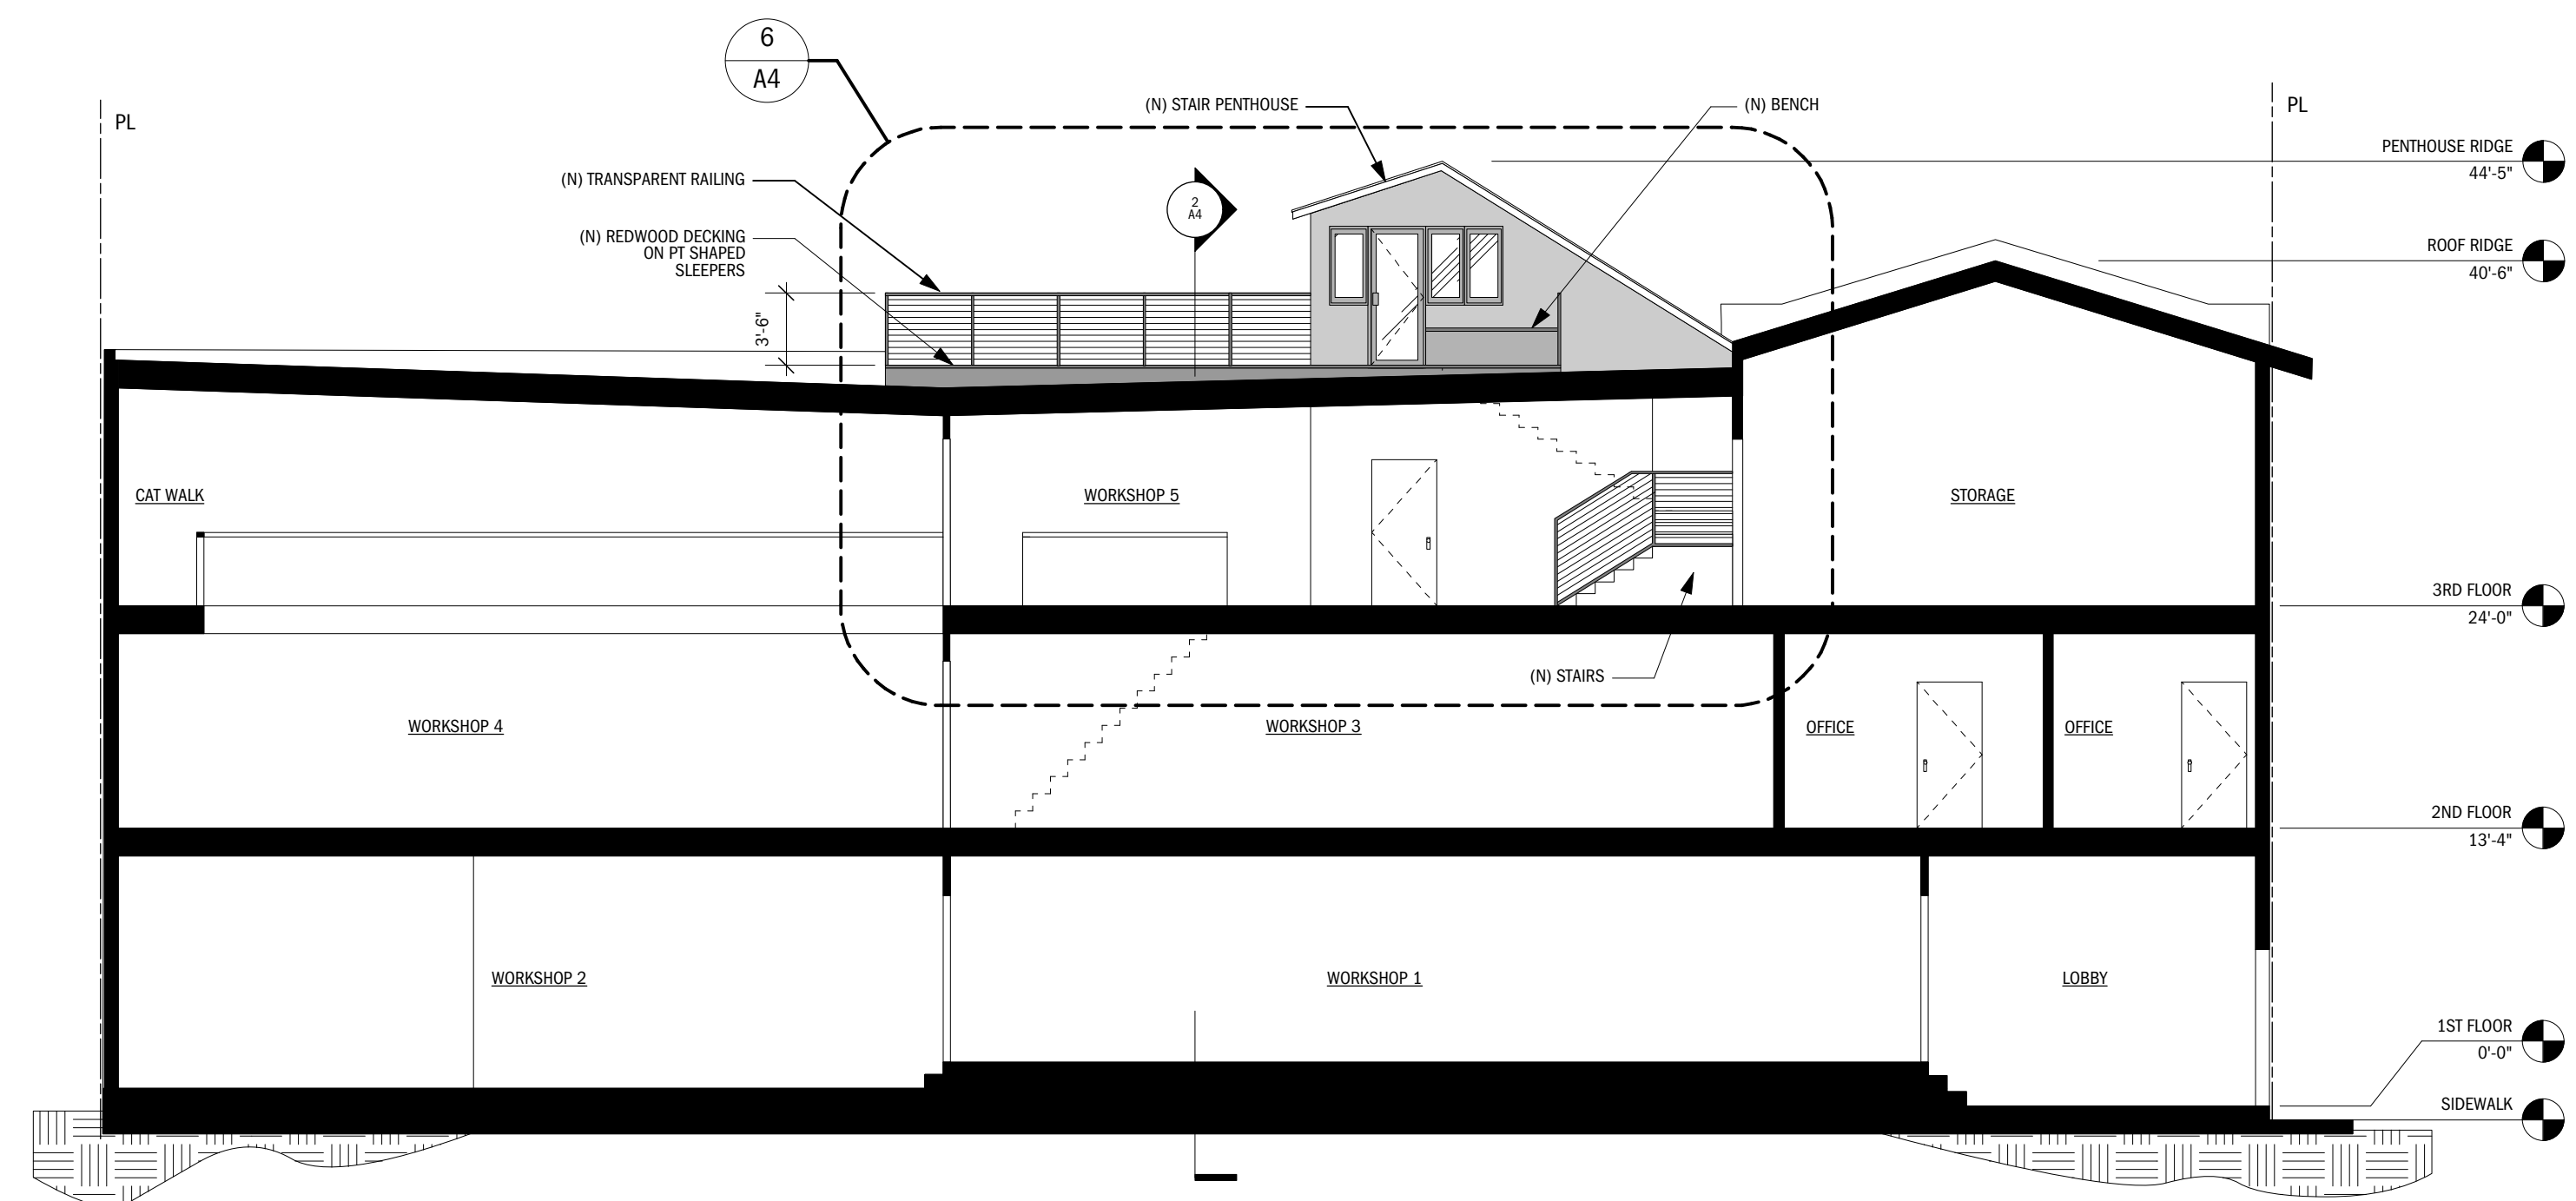 6
A4
(N) STAIR PENTHOUSE
(N) BENCH
PL
PL
PENTHOUSE RIDGE
44'-5"
(N) TRANSPARENT RAILING
2
A4
(N) REDWOOD DECKING
ON PT SHAPED
SLEEPERS
ROOF RIDGE
40'-6"
3'-6"
CAT WALK
WORKSHOP 5
STORAGE
3RD FLOOR
24'-0"
(N) STAIRS
WORKSHOP 4
WORKSHOP 3
OFFICE
OFFICE
2ND FLOOR
13'-4"
WORKSHOP 2
WORKSHOP 1
LOBBY
1ST FLOOR
0'-0"
SIDEWALK